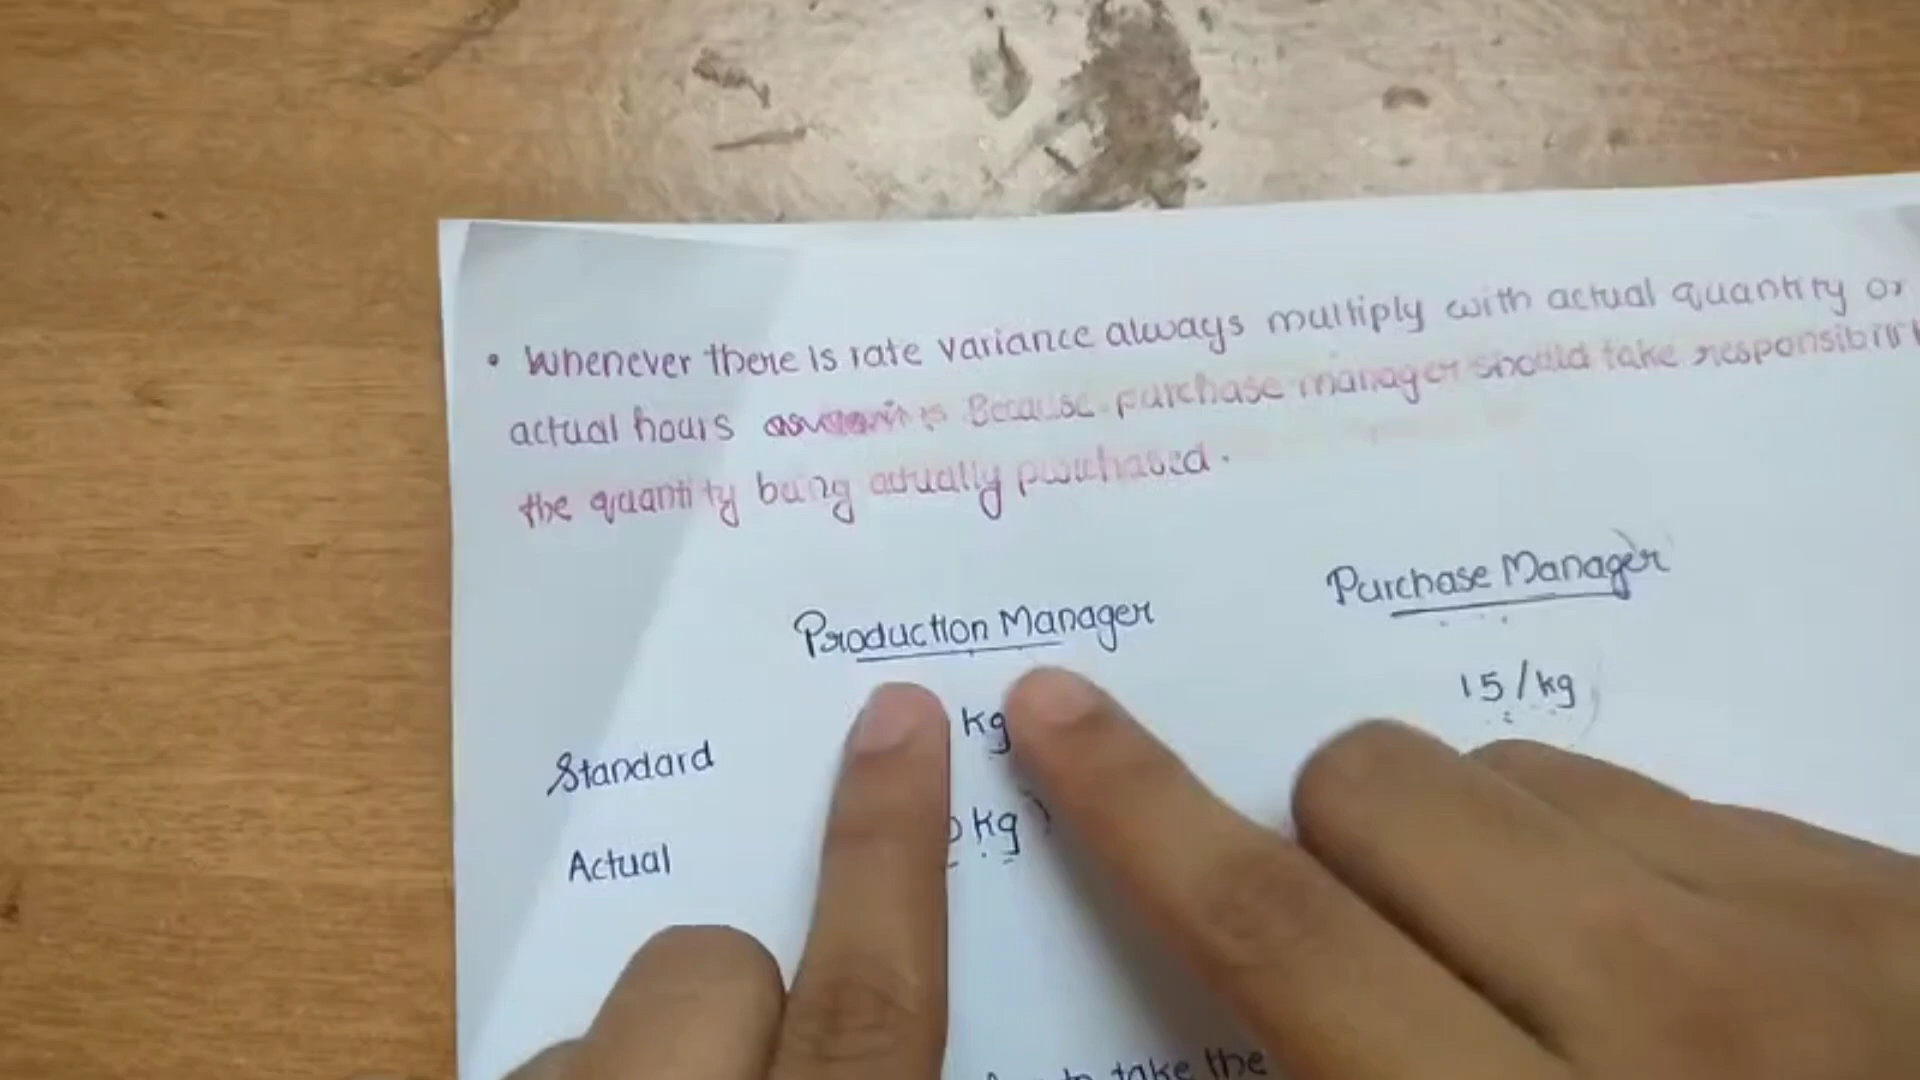 • Whenever there is rate variance always multiply with actual quantity or
actual hours Because purchase manager should take
the quantity being actually purchased.
Production Manager Purchase Manager
Standard kg 15/kg
Actual kg
to take the